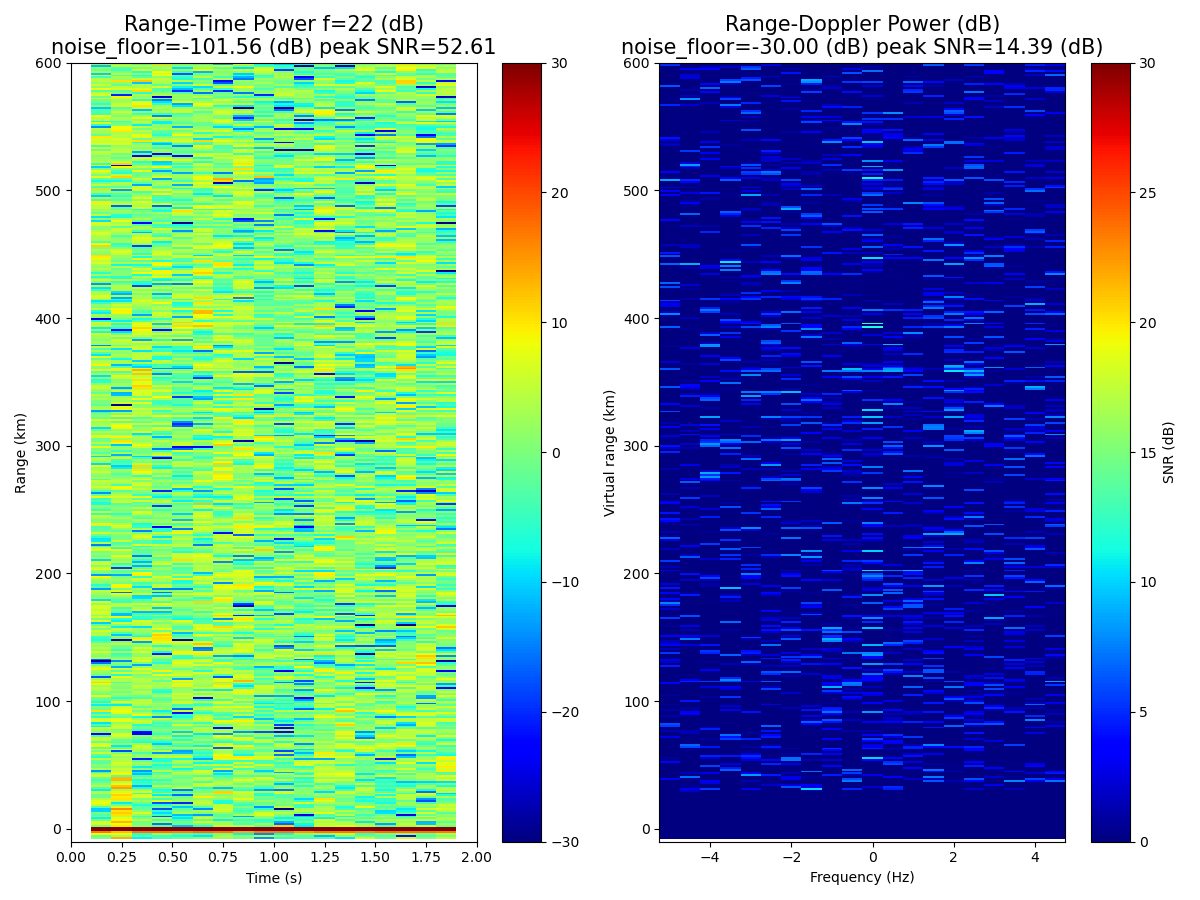 Range-Time Power f=22 (dB)
noise_floor=-101.56 (dB) peak SNR=52.61
600
500
400
300
200
100
0
Range (km)
0.00 0.25 0.50 0.75 1.00 1.25 1.50 1.75 2.00
Time (s)
30
20
10
0
−10
−20
−30
Range-Doppler Power (dB)
noise_floor=-30.00 (dB) peak SNR=14.39 (dB)
600
500
400
300
200
100
0
Virtual range (km)
−4 −2 0 2 4
Frequency (Hz)
30
25
20
15
10
5
0
SNR (dB)